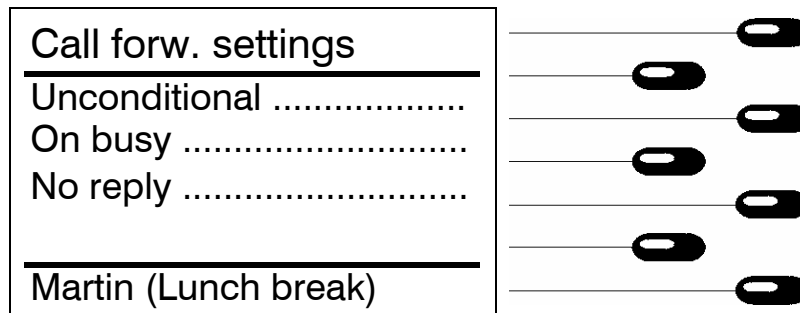 Call forw. settings
Unconditional ...................
On busy ............................
No reply ............................
Martin (Lunch break)